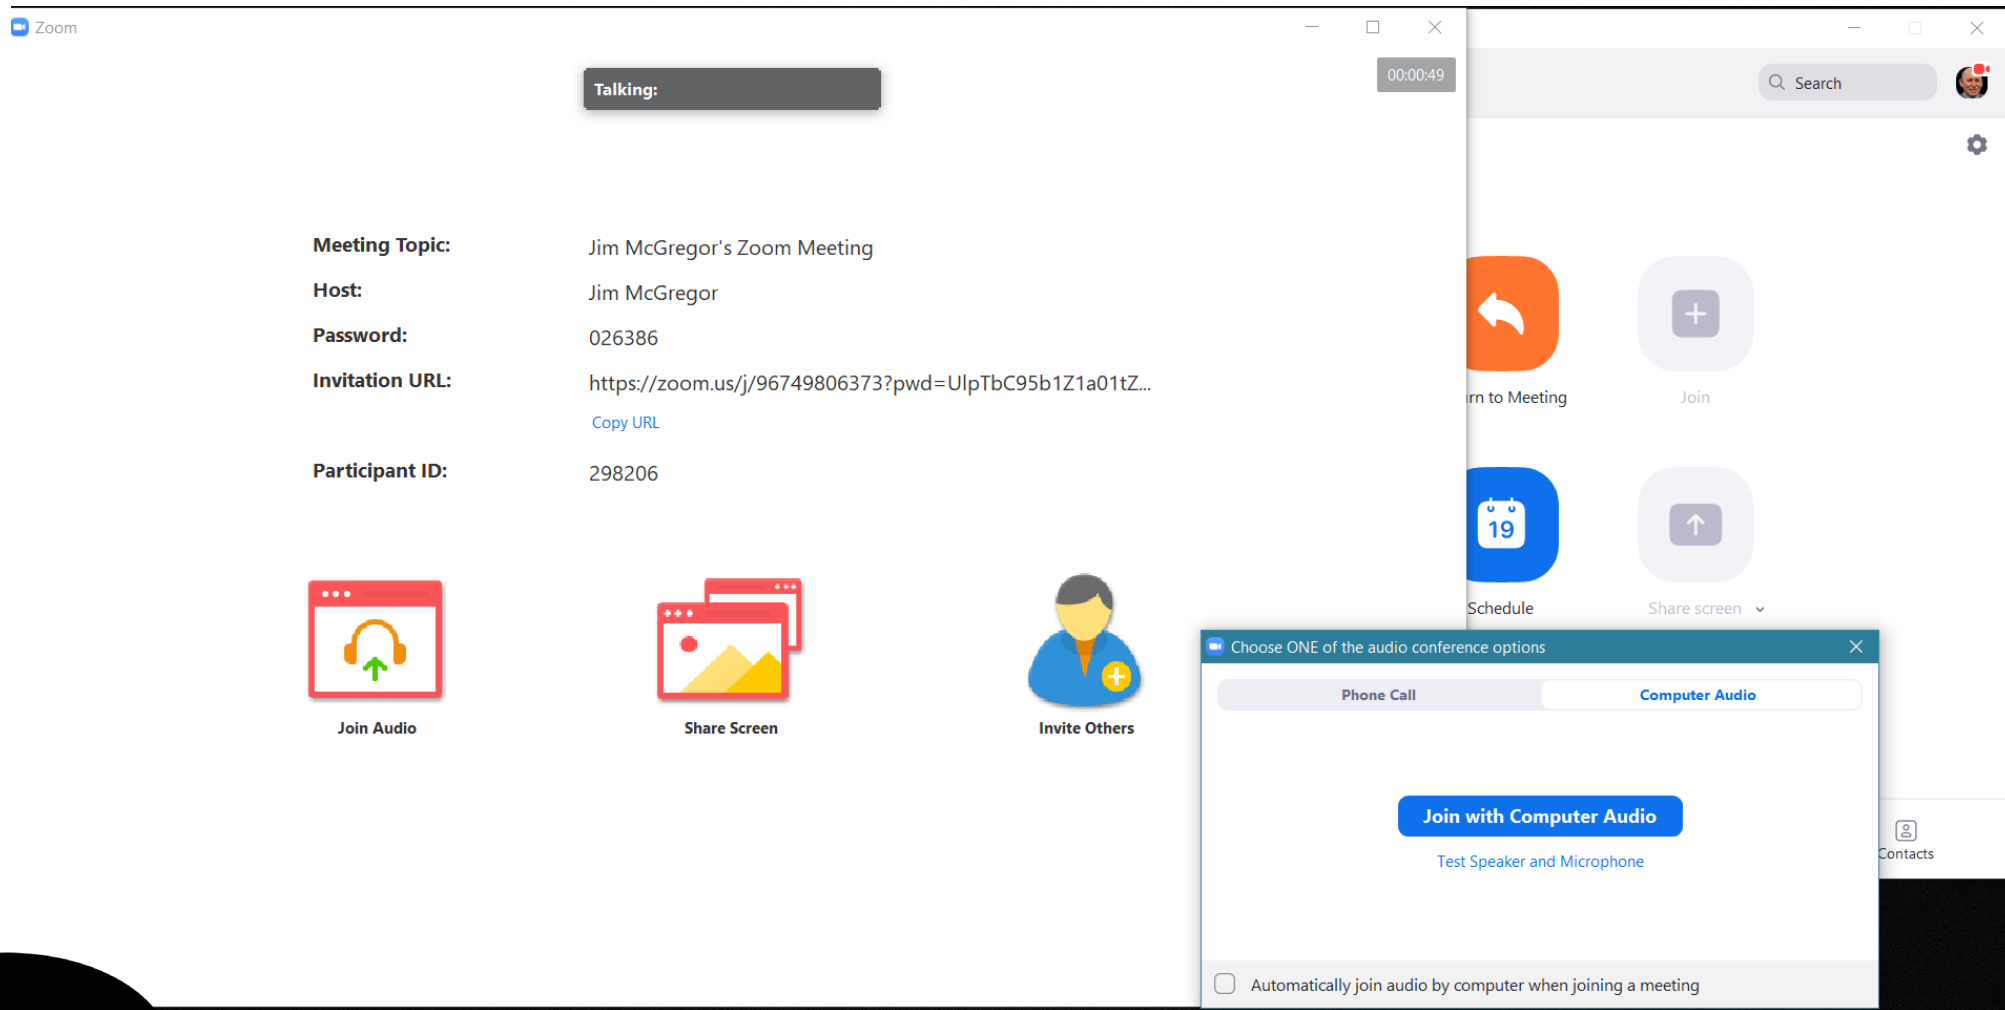 Zoom
Talking:
00:00:49
Search
Meeting Topic:
Jim McGregor's Zoom Meeting
Host:
Jim McGregor
Password:
026386
Invitation URL:
https://zoom.us/j/96749806373?pwd=UlpTbC95b1Z1a01tZ...
Copy URL
Participant ID:
298206
Join Audio
Share Screen
Invite Others
rn to Meeting
Join
19
Schedule
Share screen
Choose ONE of the audio conference options
Phone Call
Computer Audio
Join with Computer Audio
Test Speaker and Microphone
Automatically join audio by computer when joining a meeting
Contacts